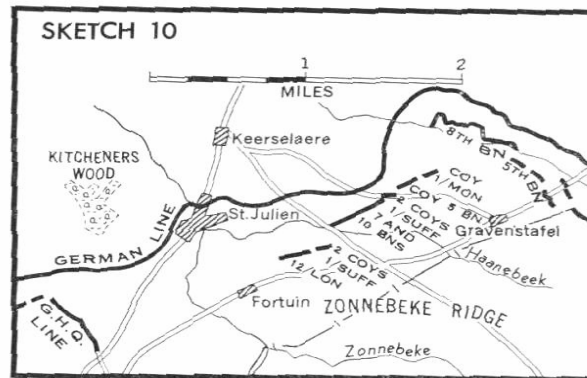 SKETCH 10
1
2
MILES
Keerselaere
KITCHENERS
WOOD
8TH BN
5TH BN
COY
1/MON
COY 5 BN
2 COYS
1/SUFF
7 AND
10 BNS
Gravenstafel
St.Julien
GERMAN LINE
Haanebeek
2 COYS
1/SUFF
12/LON
Fortuin
ZONNEBEKE RIDGE
G.H.Q.
LINE
Zonnebeke